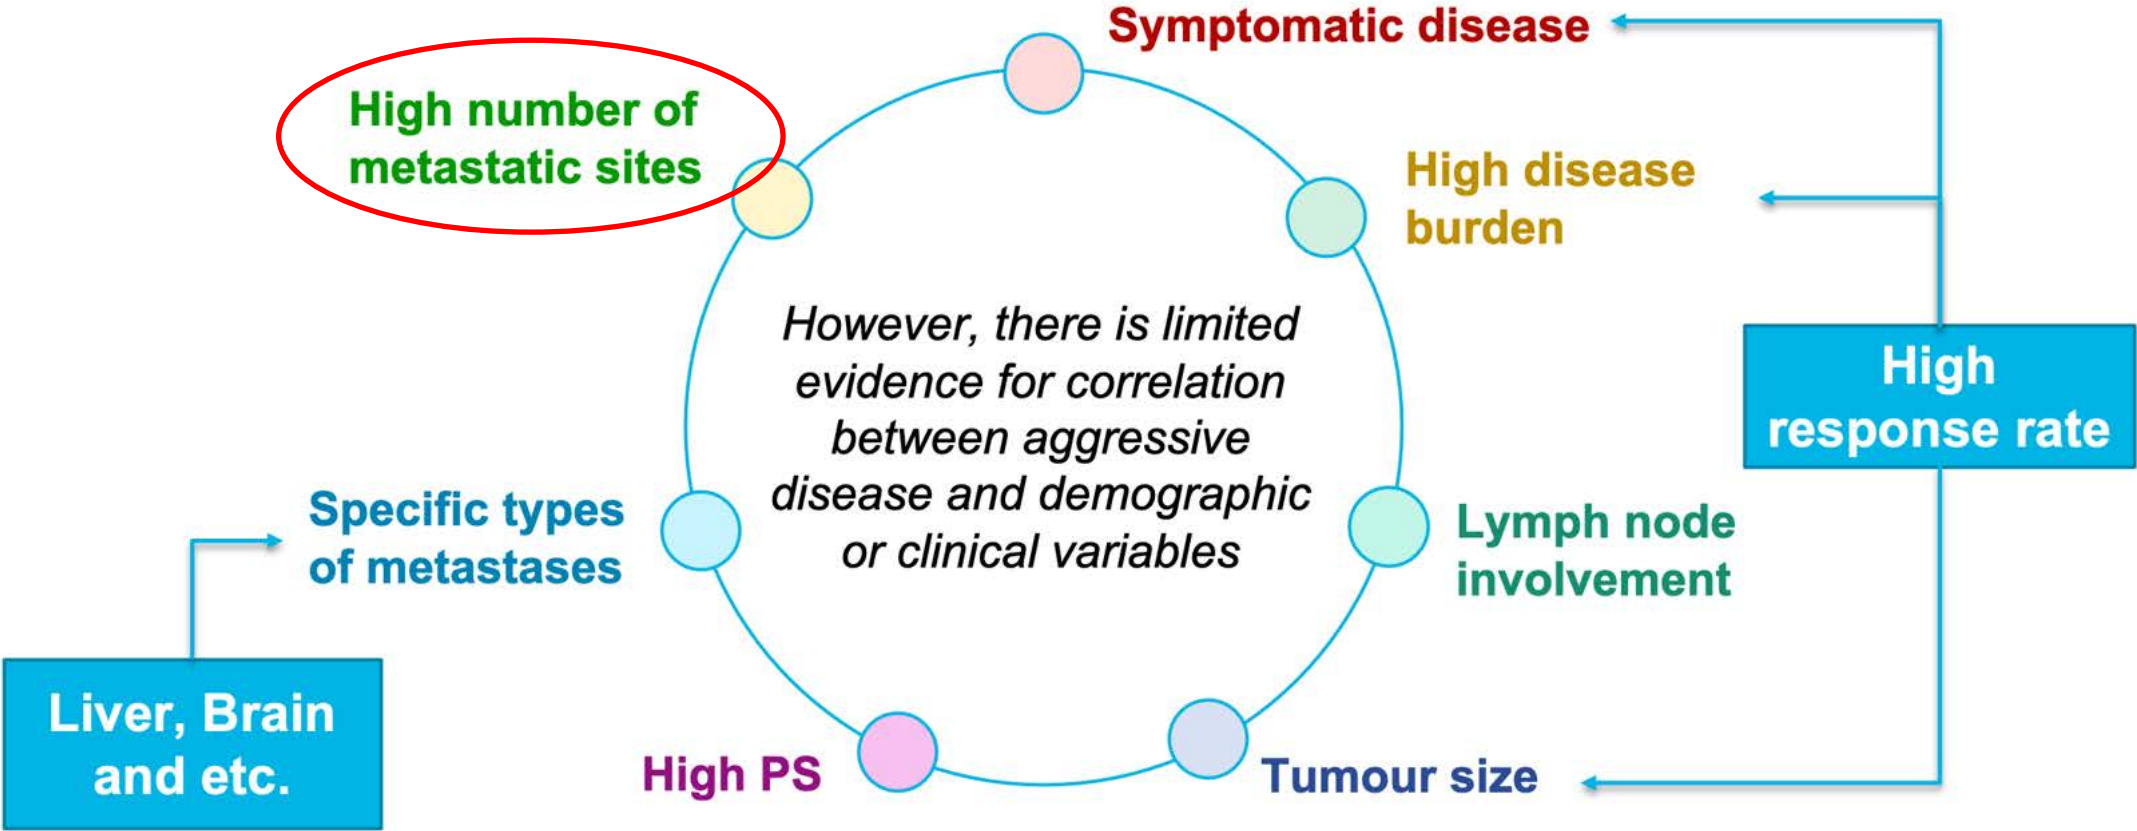 Symptomatic disease
High number of
metastatic sites
High disease
burden
However, there is limited
evidence for correlation
between aggressive
disease and demographic
or clinical variables
High
response rate
Specific types
of metastases
Lymph node
involvement
Liver, Brain
and etc.
High PS
Tumour size